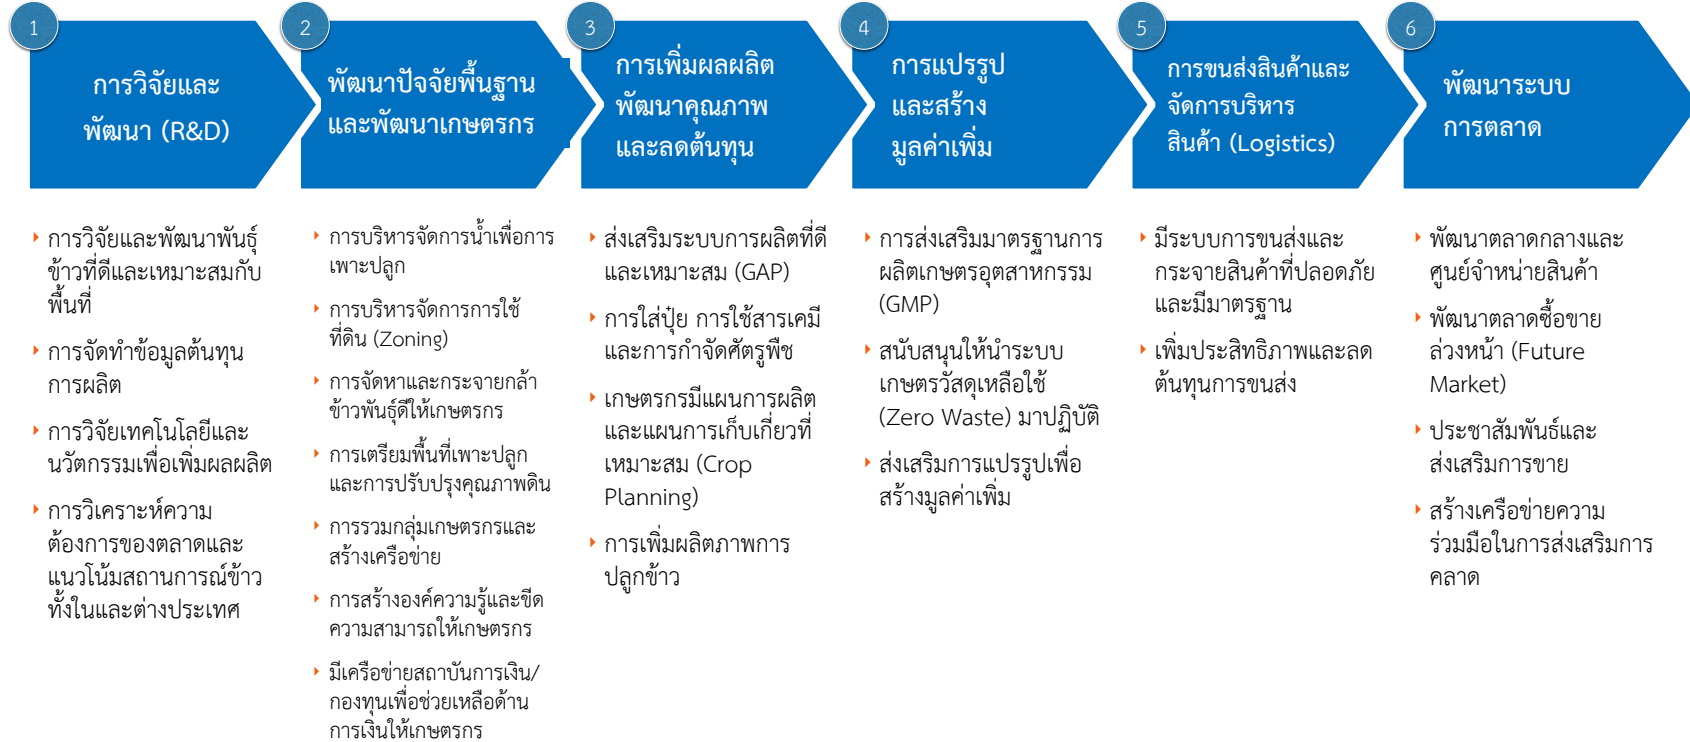 1
การวิจัยและ
พัฒนา (R&D)
2
พัฒนาปัจจัยพื้นฐาน
และพัฒนาเกษตรกร
3
การเพิ่มผลผลิต
พัฒนาคุณภาพ
และลดต้นทุน
4
การแปรรูป
และสร้าง
มูลค่าเพิ่ม
5
การขนส่งสินค้าและ
จัดการบริหาร
สินค้า (Logistics)
6
พัฒนาระบบ
การตลาด
การวิจัยและพัฒนาพันธุ์
ข้าวที่ดีและเหมาะสมกับ
พื้นที่
การจัดทำข้อมูลต้นทุน
การผลิต
การวิจัยเทคโนโลยีและ
นวัตกรรมเพื่อเพิ่มผลผลิต
การวิเคราะห์ความ
ต้องการของตลาดและ
แนวโน้มสถานการณ์ข้าว
ทั้งในและต่างประเทศ
การบริหารจัดการน้ำเพื่อการ
เพาะปลูก
การบริหารจัดการการใช้
ที่ดิน (Zoning)
การจัดหาและกระจายกล้า
ข้าวพันธุ์ดีให้เกษตรกร
การเตรียมพื้นที่เพาะปลูก
และการปรับปรุงคุณภาพดิน
การรวมกลุ่มเกษตรกรและ
สร้างเครือข่าย
การสร้างองค์ความรู้และขีด
ความสามารถให้เกษตรกร
มีเครือข่ายสถาบันการเงิน/
กองทุนเพื่อช่วยเหลือด้าน
การเงินให้เกษตรกร
ส่งเสริมระบบการผลิตที่ดี
และเหมาะสม (GAP)
การใส่ปุ๋ย การใช้สารเคมี
และการกำจัดศัตรูพืช
เกษตรกรมีแผนการผลิต
และแผนการเก็บเกี่ยวที่
เหมาะสม (Crop
Planning)
การเพิ่มผลิตภาพการ
ปลูกข้าว
การส่งเสริมมาตรฐานการ
ผลิตเกษตรอุตสาหกรรม
(GMP)
สนับสนุนให้นำระบบ
เกษตรวัสดุเหลือใช้
(Zero Waste) มาปฏิบัติ
ส่งเสริมการแปรรูปเพื่อ
สร้างมูลค่าเพิ่ม
มีระบบการขนส่งและ
กระจายสินค้าที่ปลอดภัย
และมีมาตรฐาน
เพิ่มประสิทธิภาพและลด
ต้นทุนการขนส่ง
พัฒนาตลาดกลางและ
ศูนย์จำหน่ายสินค้า
พัฒนาตลาดซื้อขาย
ล่วงหน้า (Future
Market)
ประชาสัมพันธ์และ
ส่งเสริมการขาย
สร้างเครือข่ายความ
ร่วมมือในการส่งเสริมการ
คลาด